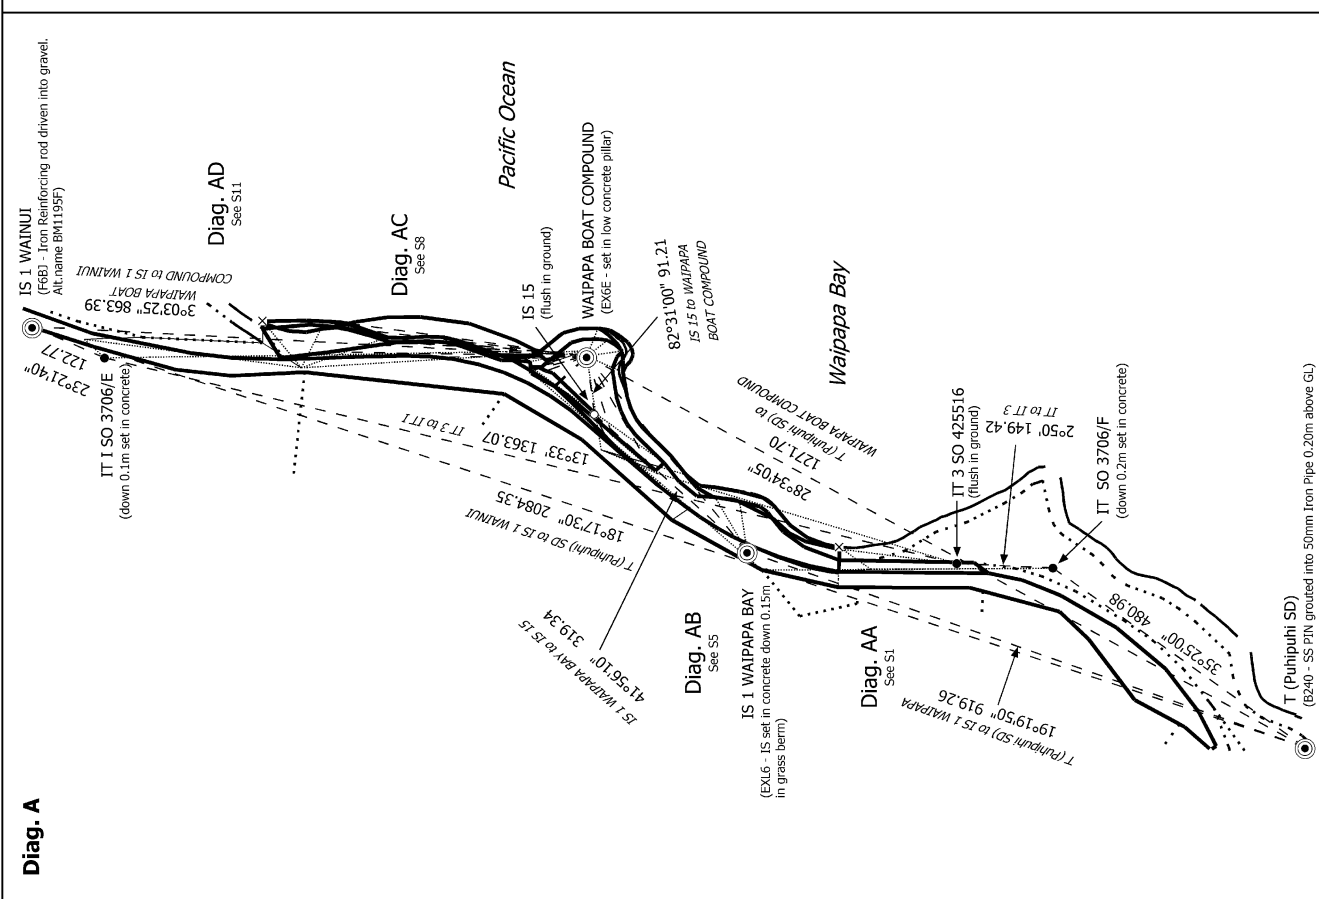 Diag. A
IS 1 WAINUI
(F6BJ - Iron Reinforcing rod driven into gravel.
Alt.name BM1195F)
23°21'40"
122.77
IT I SO 3706/E
(down 0.1m set in concrete)
3°03'25" 863.39
WAIPAPA BOAT
COMPOUND to IS 1 WAINUI
Diag. AD
See S11
Diag. AC
See S8
Pacific Ocean
IS 15
(flush in ground)
WAIPAPA BOAT COMPOUND
(EX6E - set in low concrete pillar)
82°31'00" 91.21
IS 15 to WAIPAPA
BOAT COMPOUND
13°33' 1363.07
IT 3 to IT I
18°17'30" 2084.35
T (Puhipuhi SD) to IS 1 WAINUI
41°56'10"
319.34
IS 1 WAIPAPA BAY to IS 15
28°34'05"
1271.70
T (Puhipuhi SD) to
WAIPAPA BOAT COMPOUND
Waipapa Bay
Diag. AB
See S5
IS 1 WAIPAPA BAY
(EXL6 - IS set in concrete down 0.15m
in grass berm)
Diag. AA
See S1
IT 3 SO 425516
(flush in ground)
2°50' 149.42
IT to IT 3
IT SO 3706/F
(down 0.2m set in concrete)
19°19'50" 919.26
T (Puhipuhi SD) to IS 1 WAIPAPA
35°25'00"
480.98
T (Puhipuhi SD)
(B240 - SS PIN grouted into 50mm Iron Pipe 0.20m above GL)